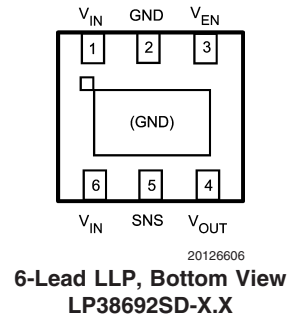 VIN GND VEN
1 2 3
(GND)
6 5 4
VIN SNS VOUT
20126606
6-Lead LLP, Bottom View
LP38692SD-X.X